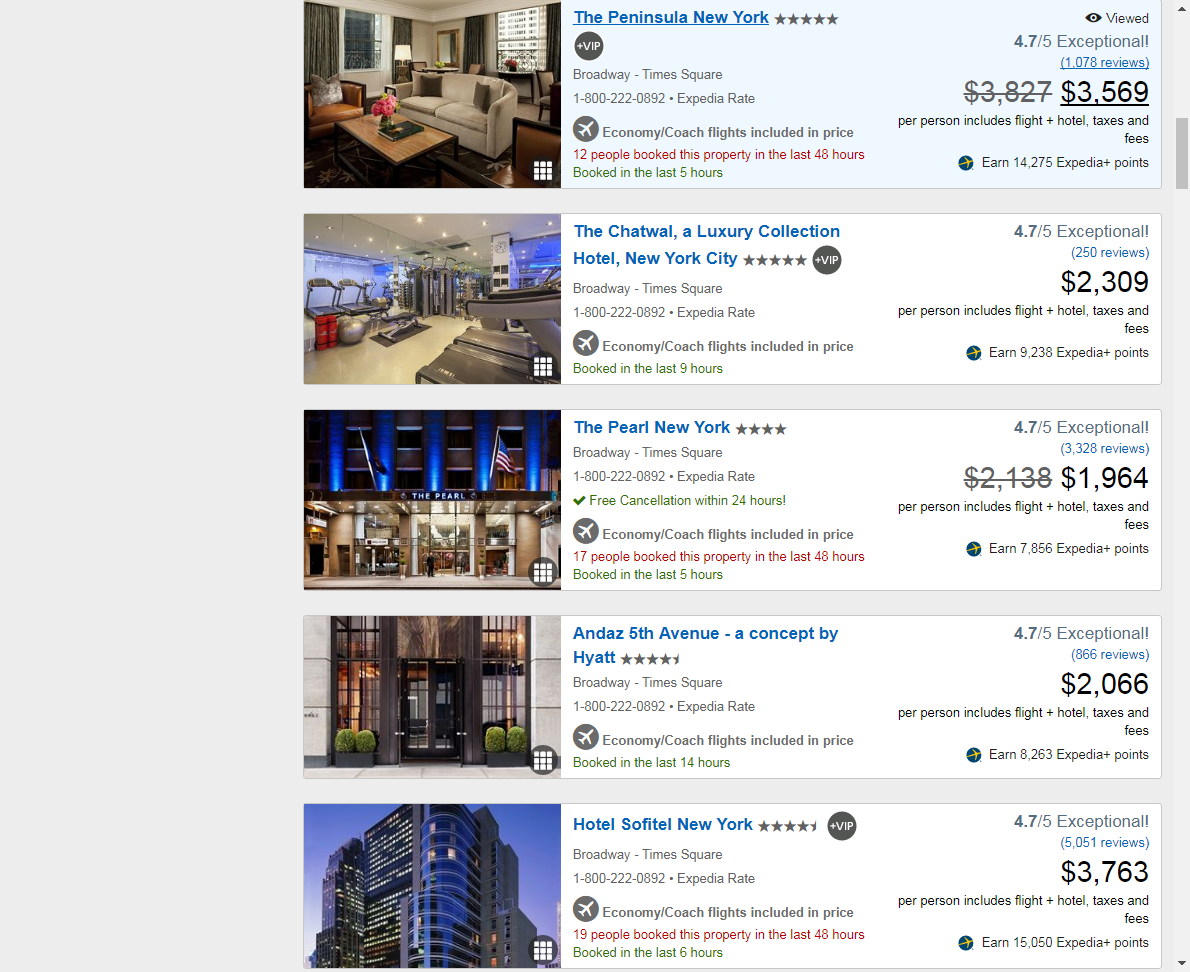 The Peninsula New York
+VIP
Broadway - Times Square
1-800-222-0892 • Expedia Rate
Economy/Coach flights included in price
12 people booked this property in the last 48 hours
Booked in the last 5 hours
Viewed
4.7/5 Exceptional!
(1,078 reviews)
$3,827 $3,569
per person includes flight + hotel, taxes and
fees
Earn 14,275 Expedia+ points
The Chatwal, a Luxury Collection
Hotel, New York City +VIP
Broadway - Times Square
1-800-222-0892 • Expedia Rate
Economy/Coach flights included in price
Booked in the last 9 hours
4.7/5 Exceptional!
(250 reviews)
$2,309
per person includes flight + hotel, taxes and
fees
Earn 9,238 Expedia+ points
THE PEARL
The Pearl New York
Broadway - Times Square
1-800-222-0892 • Expedia Rate
Free Cancellation within 24 hours!
Economy/Coach flights included in price
17 people booked this property in the last 48 hours
Booked in the last 5 hours
4.7/5 Exceptional!
(3,328 reviews)
$2,138 $1,964
per person includes flight + hotel, taxes and
fees
Earn 7,856 Expedia+ points
Andaz 5th Avenue - a concept by
Hyatt
Broadway - Times Square
1-800-222-0892 • Expedia Rate
Economy/Coach flights included in price
Booked in the last 14 hours
4.7/5 Exceptional!
(866 reviews)
$2,066
per person includes flight + hotel, taxes and
fees
Earn 8,263 Expedia+ points
Hotel Sofitel New York +VIP
Broadway - Times Square
1-800-222-0892 • Expedia Rate
Economy/Coach flights included in price
19 people booked this property in the last 48 hours
Booked in the last 6 hours
4.7/5 Exceptional!
(5,051 reviews)
$3,763
per person includes flight + hotel, taxes and
fees
Earn 15,050 Expedia+ points